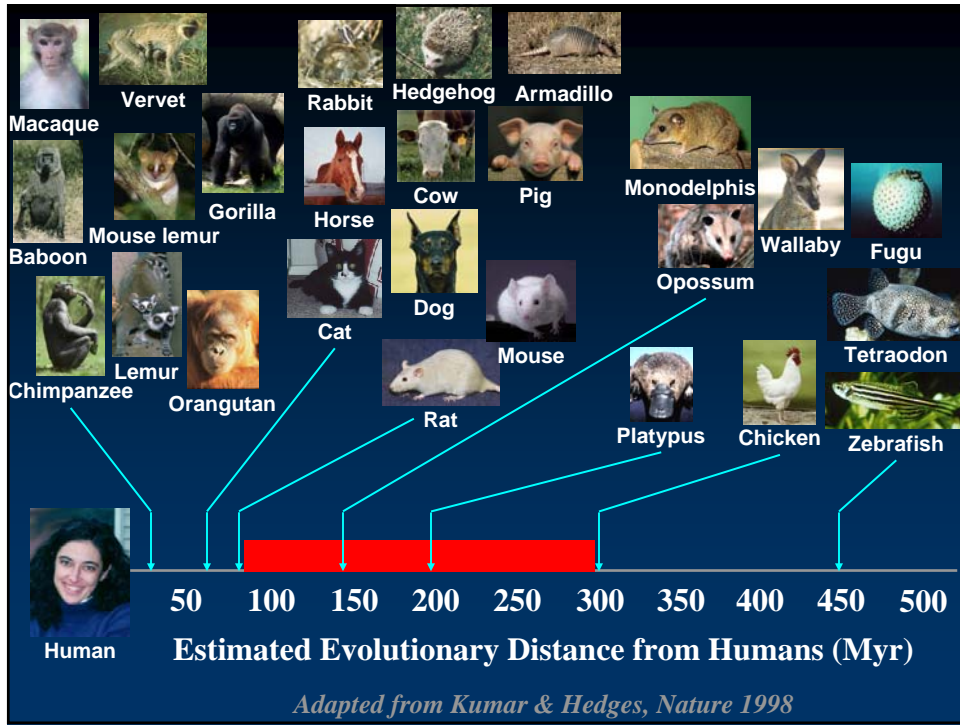 Macaque
Vervet
Rabbit
Hedgehog
Armadillo
Baboon
Mouse lemur
Gorilla
Horse
Cow
Pig
Monodelphis
Wallaby
Fugu
Chimpanzee
Lemur
Orangutan
Cat
Dog
Mouse
Opossum
Tetraodon
Rat
Platypus
Chicken
Zebrafish
Human
50 100 150 200 250 300 350 400 450 500
Estimated Evolutionary Distance from Humans (Myr)
Adapted from Kumar & Hedges, Nature 1998